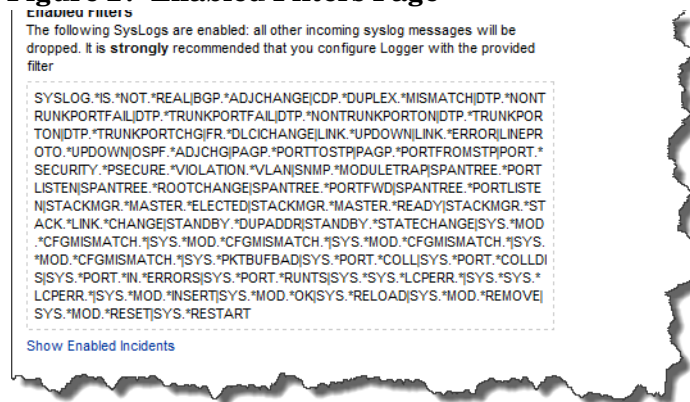 Enabled Filters
The following SysLogs are enabled: all other incoming syslog messages will be
dropped. It is strongly recommended that you configure Logger with the provided
filter
SYSLOG.*IS.*NOT.*REAL|BGP.*ADJCHANGE|CDP.*DUPLEX.*MISMATCH|DTP.*NONT
RUNKPORTFAIL|DTP.*TRUNKPORTFAIL|DTP.*NONTRUNKPORTON|DTP.*TRUNKPOR
TON|DTP.*TRUNKPORTCHG|FR.*DLCICHANGE|LINK.*UPDOWN|LINK.*ERROR|LINEPR
OTO.*UPDOWN|OSPF.*ADJCHG|PAGP.*PORTTOSTP|PAGP.*PORTFROMSTP|PORT.*
SECURITY.*PSECURE.*VIOLATION.*VLAN|SNMP.*MODULETRAP|SPANTREE.*PORT
LISTEN|SPANTREE.*ROOTCHANGE|SPANTREE.*PORTFWD|SPANTREE.*PORTLISTE
N|STACKMGR.*MASTER.*ELECTED|STACKMGR.*MASTER.*READY|STACKMGR.*ST
ACK.*LINK.*CHANGE|STANDBY.*DUPADDR|STANDBY.*STATECHANGE|SYS.*MOD
.*CFGMISMATCH.*|SYS.*MOD.*CFGMISMATCH.*|SYS.*MOD.*CFGMISMATCH.*|SYS.
*MOD.*CFGMISMATCH.*|SYS.*PKTBUFBAD|SYS.*PORT.*COLL|SYS.*PORT.*COLLDI
S|SYS.*PORT.*IN.*ERRORS|SYS.*PORT.*RUNTS|SYS.*SYS.*LCPERR.*|SYS.*SYS.*
LCPERR.*|SYS.*MOD.*INSERT|SYS.*MOD.*OK|SYS.*RELOAD|SYS.*MOD.*REMOVE|
SYS.*MOD.*RESET|SYS.*RESTART
Show Enabled Incidents